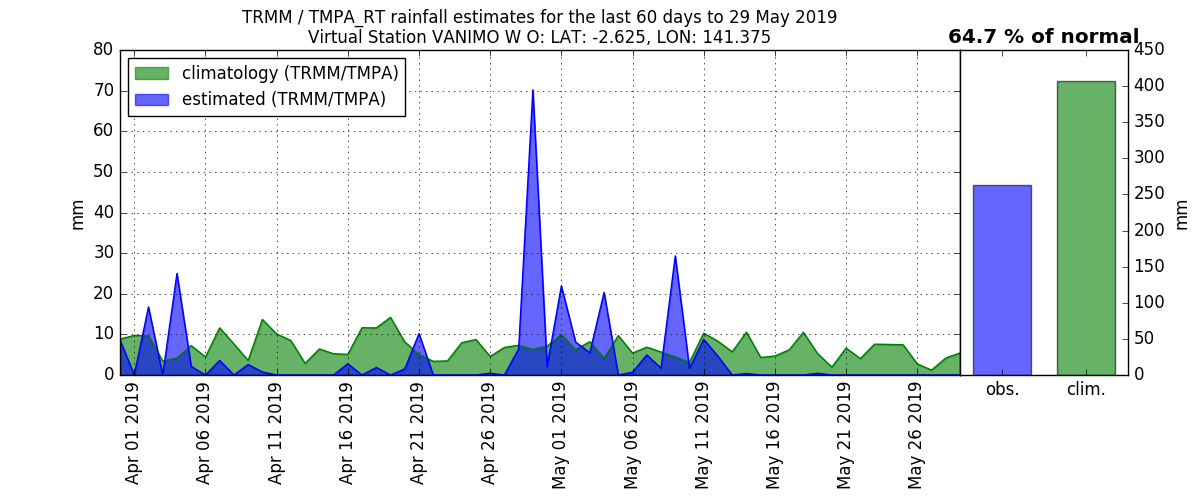 TRMM / TMPA_RT rainfall estimates for the last 60 days to 29 May 2019
Virtual Station VANIMO W O: LAT: -2.625, LON: 141.375
64.7 % of normal
climatology (TRMM/TMPA)
estimated (TRMM/TMPA)
80
70
60
50
40
30
20
10
0
mm
Apr 01 2019
Apr 06 2019
Apr 11 2019
Apr 16 2019
Apr 21 2019
Apr 26 2019
May 01 2019
May 06 2019
May 11 2019
May 16 2019
May 21 2019
May 26 2019
obs.
clim.
450
400
350
300
250
200
150
100
50
0
mm